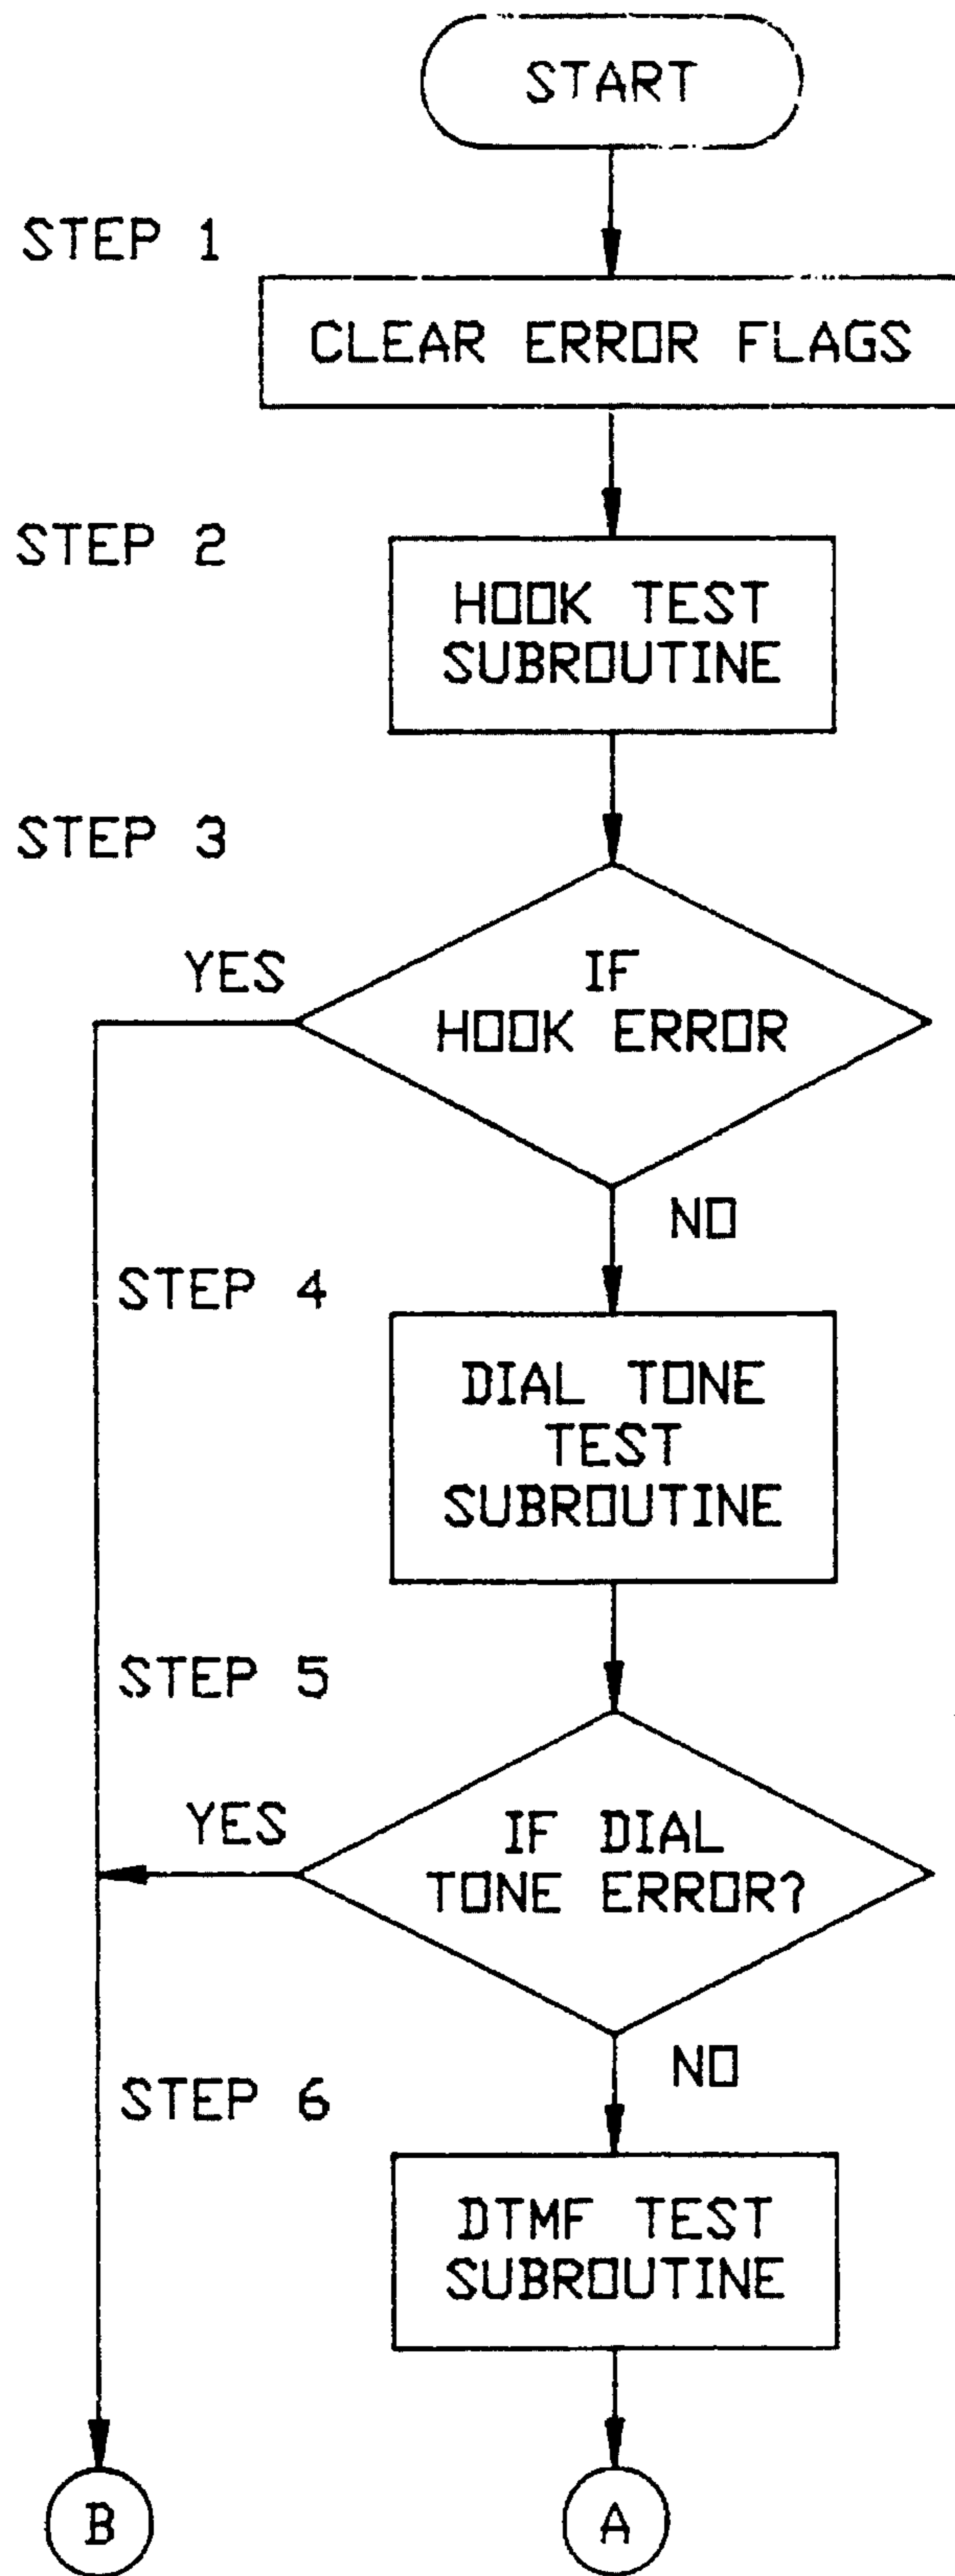 START
STEP 1
CLEAR ERROR FLAGS
STEP 2
HOOK TEST
SUBROUTINE
STEP 3
YES
IF
HOOK ERROR
NO
STEP 4
DIAL TONE
TEST
SUBROUTINE
STEP 5
YES
IF DIAL
TONE ERROR?
NO
STEP 6
DTMF TEST
SUBROUTINE
B
A